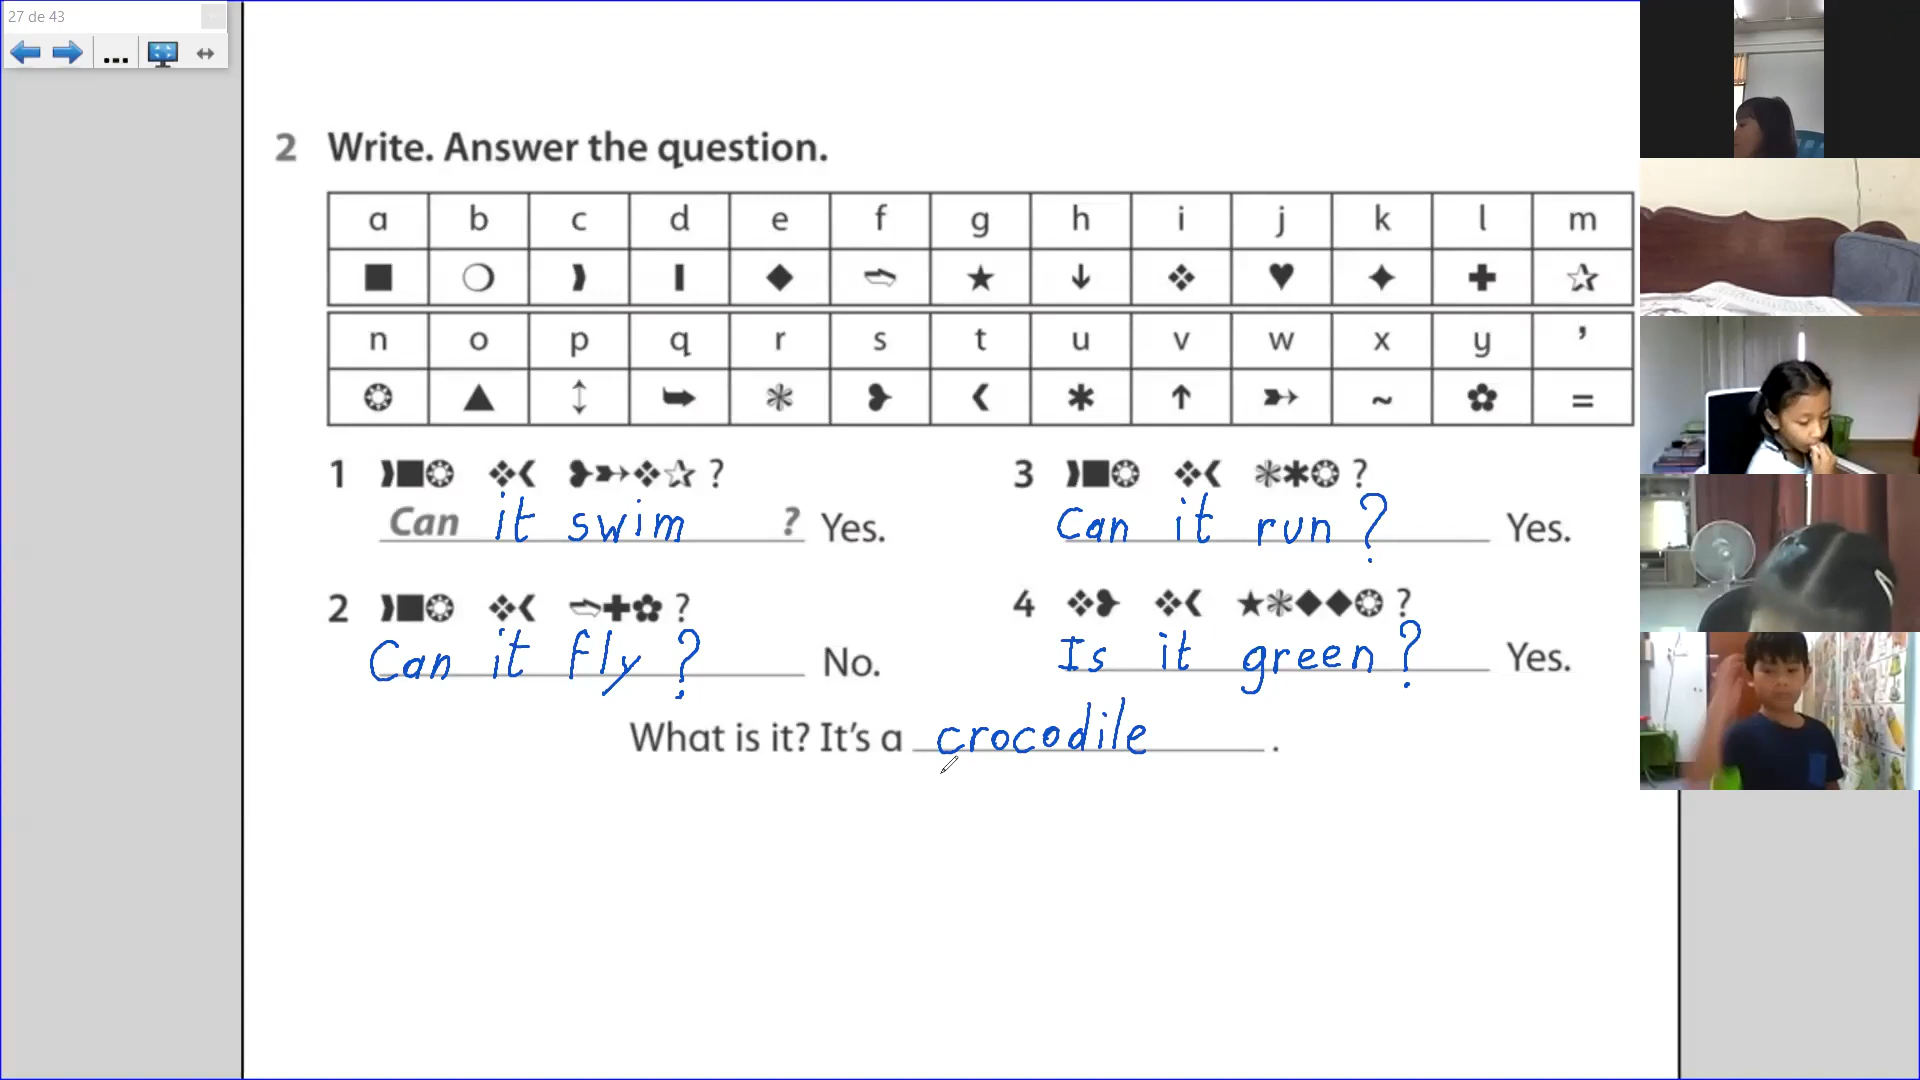 27 de 43
...
2 Write. Answer the question.
a b c d e f g h i j k l m
■ ❍ ❫ ❙ ◆ ➬ ★ ↓ ❖ ♥ ✦ ✚ ✰
n o p q r s t u v w x y ’
❂ ▲ ↕ ➥ ❃ ❥ ❮ ✱ ↑ ➳ ~ ✿ =
1 ❫■❂ ❖❮ ❥➳❖✰ ?
Can it swim ? Yes.
2 ❫■❂ ❖❮ ➬✚✿ ?
Can it fly ? No.
3 ❫■❂ ❖❮ ❃✱❂ ?
Can it run ? Yes.
4 ❖❥ ❖❮ ★❃◆◆❂ ?
Is it green ? Yes.
What is it? It’s a crocodile .